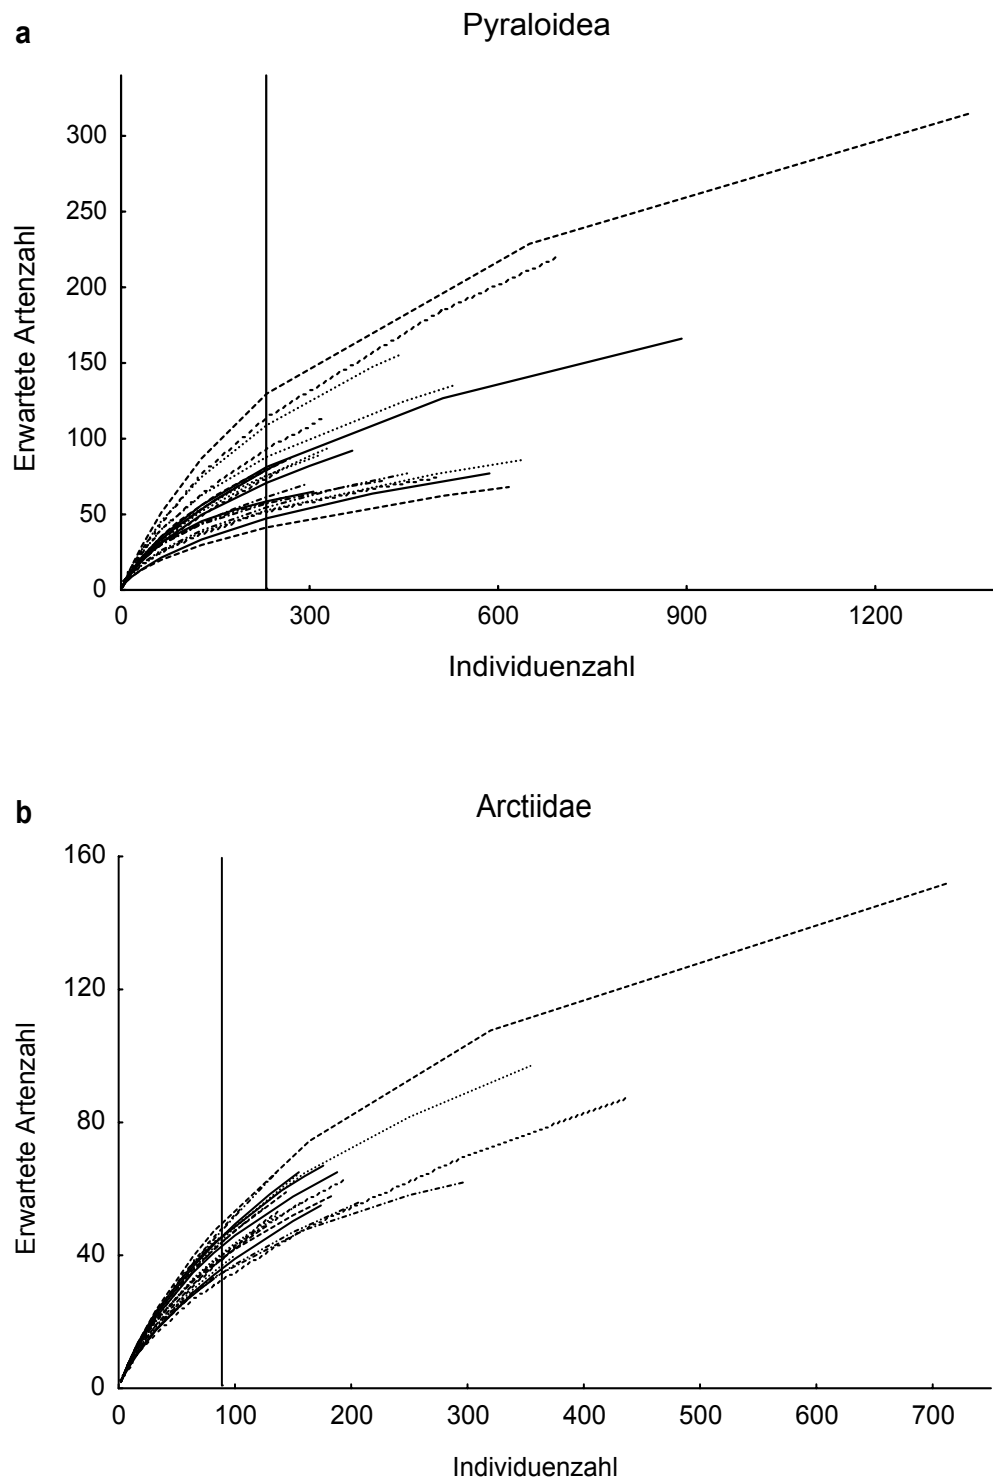 a
Pyraloidea
300
250
200
150
100
50
0
Erwartete Artenzahl
0 300 600 900 1200
Individuenzahl
b
Arctiidae
160
120
80
40
0
Erwartete Artenzahl
0 100 200 300 400 500 600 700
Individuenzahl